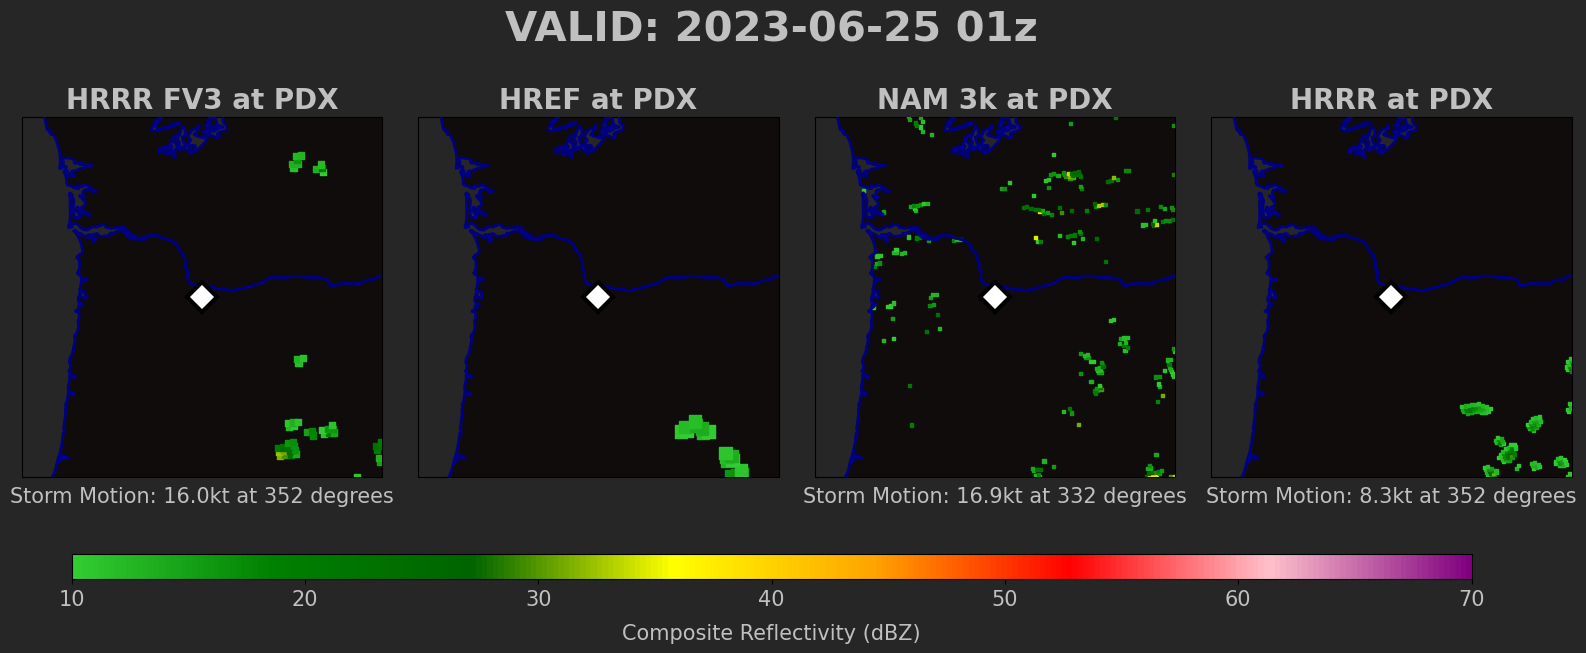 VALID: 2023-06-25 01z
HRRR FV3 at PDX
HREF at PDX
NAM 3k at PDX
HRRR at PDX
Storm Motion: 16.0kt at 352 degrees
Storm Motion: 16.9kt at 332 degrees
Storm Motion: 8.3kt at 352 degrees
10 20 30 40 50 60 70
Composite Reflectivity (dBZ)